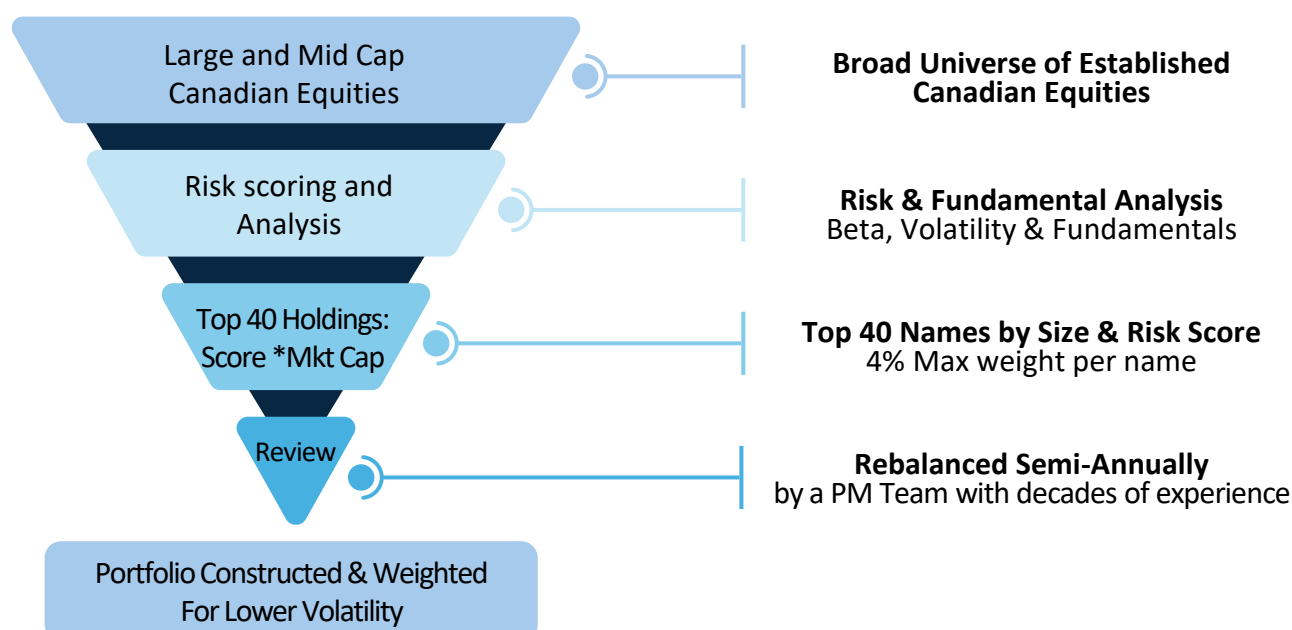 Large and Mid Cap
Canadian Equities
Broad Universe of Established
Canadian Equities
Risk scoring and
Analysis
Risk & Fundamental Analysis
Beta, Volatility & Fundamentals
Top 40 Holdings:
Score *Mkt Cap
Top 40 Names by Size & Risk Score
4% Max weight per name
Review
Rebalanced Semi-Annually
by a PM Team with decades of experience
Portfolio Constructed & Weighted
For Lower Volatility